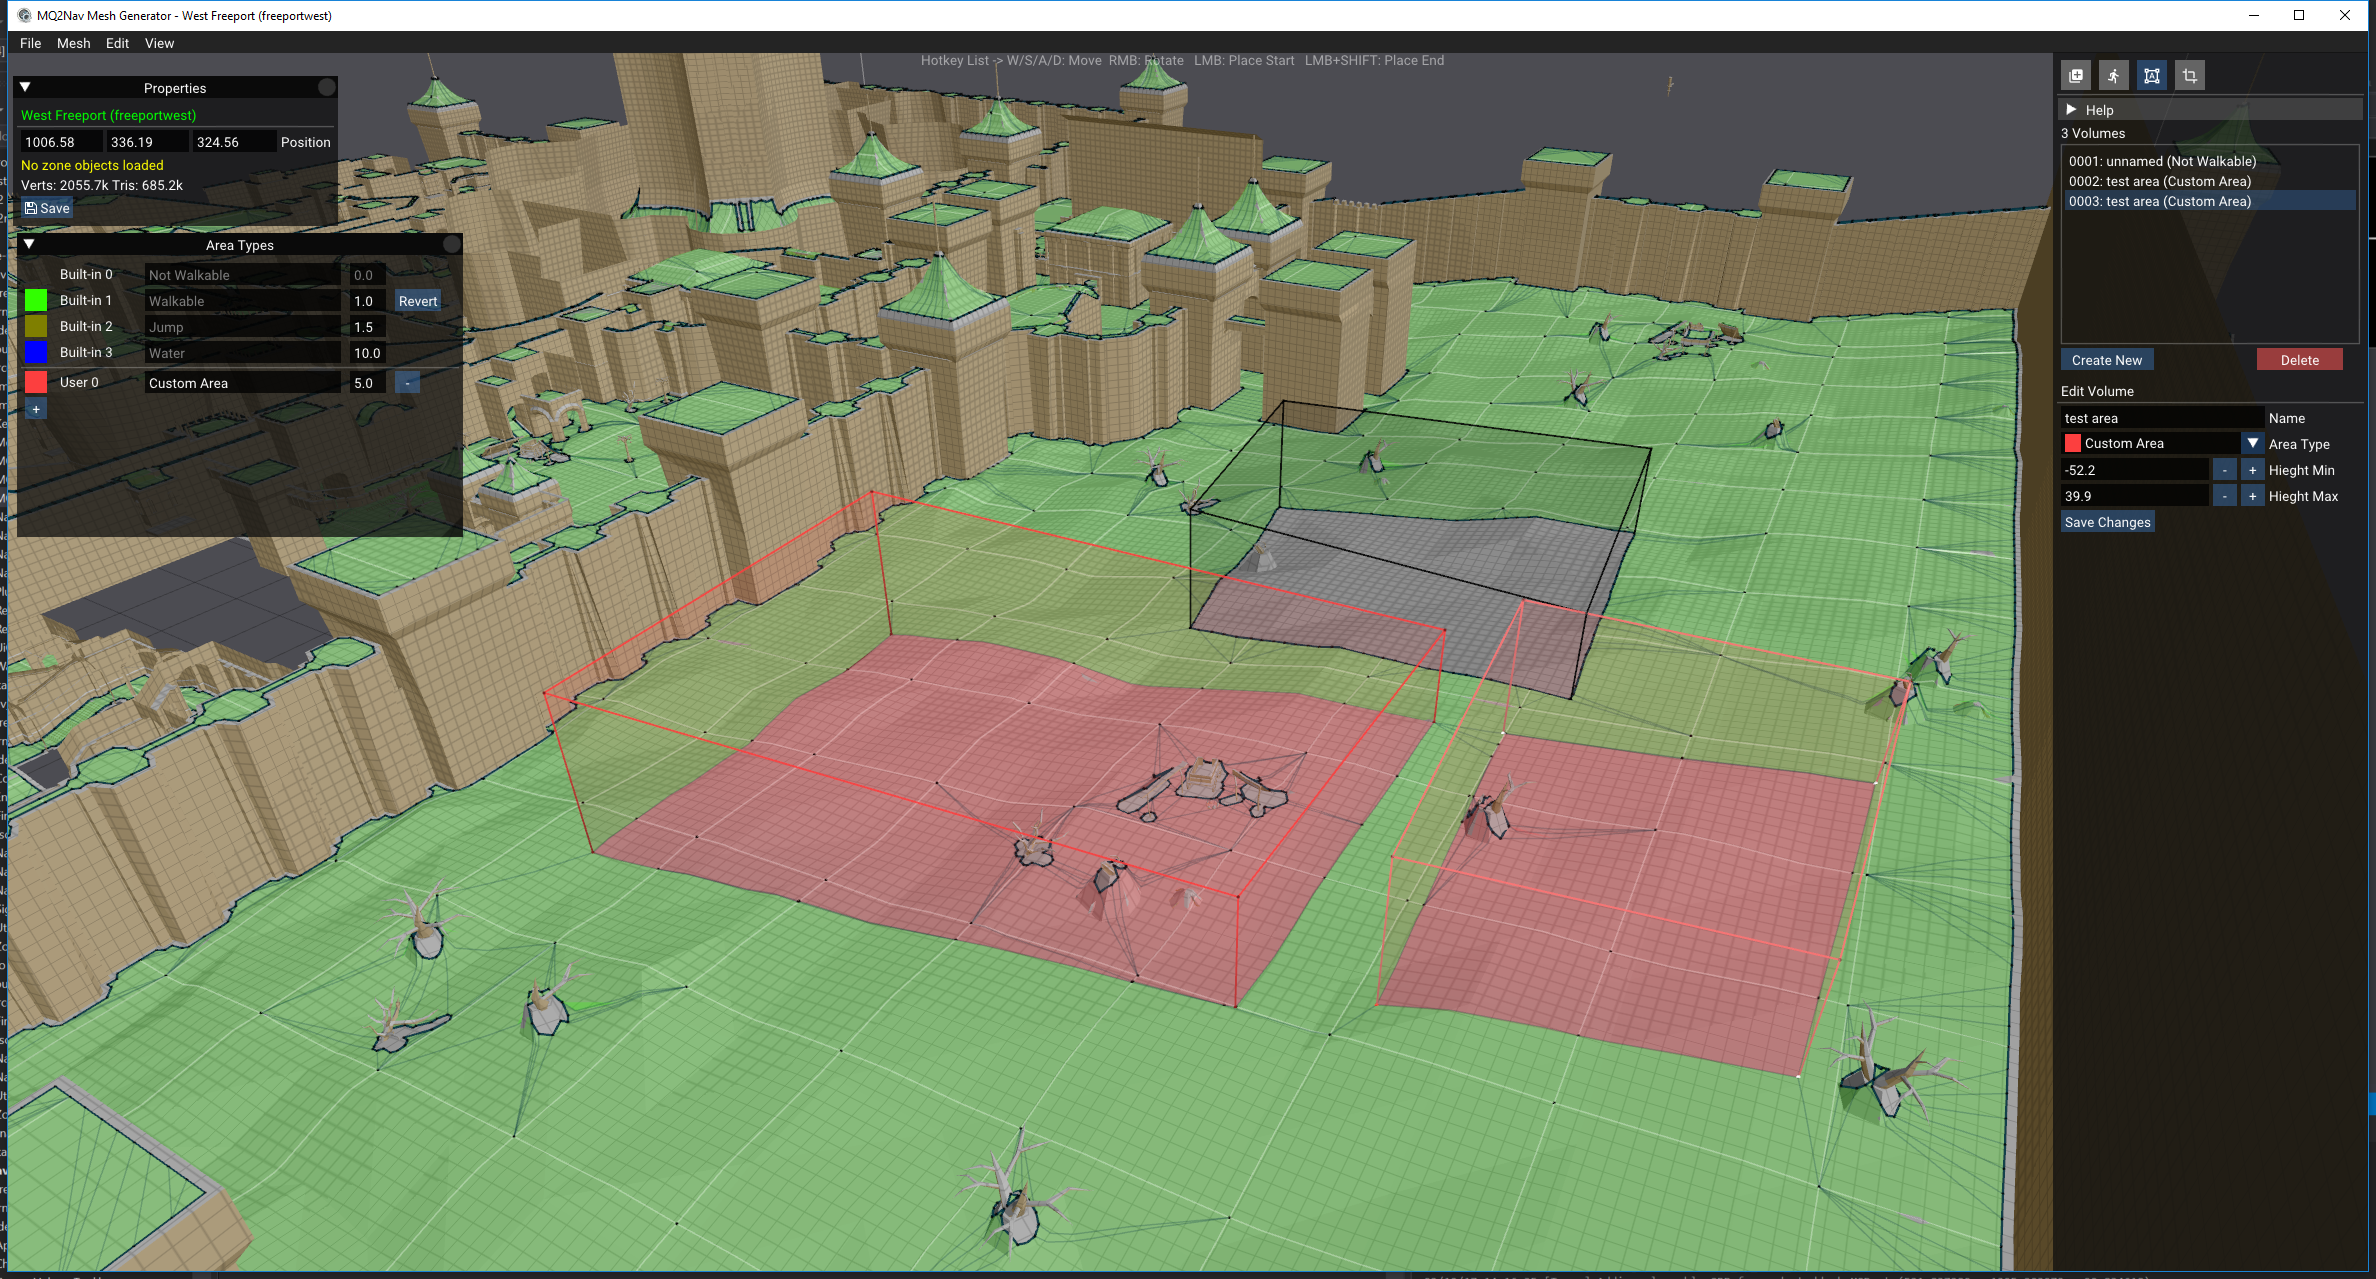 MQ2Nav Mesh Generator - West Freeport (freeportwest)
File Mesh Edit View
Hotkey List -> W/S/A/D: Move RMB: Rotate LMB: Place Start LMB+SHIFT: Place End
Properties
West Freeport (freeportwest)
1006.58 336.19 324.56 Position
No zone objects loaded
Verts: 2055.7k Tris: 685.2k
Save
Area Types
Built-in 0 Not Walkable 0.0
Built-in 1 Walkable 1.0 Revert
Built-in 2 Jump 1.5
Built-in 3 Water 10.0
User 0 Custom Area 5.0 -
+
Help
3 Volumes
0001: unnamed (Not Walkable)
0002: test area (Custom Area)
0003: test area (Custom Area)
Create New Delete
Edit Volume
test area Name
Custom Area Area Type
-52.2 - + Hieght Min
39.9 - + Hieght Max
Save Changes